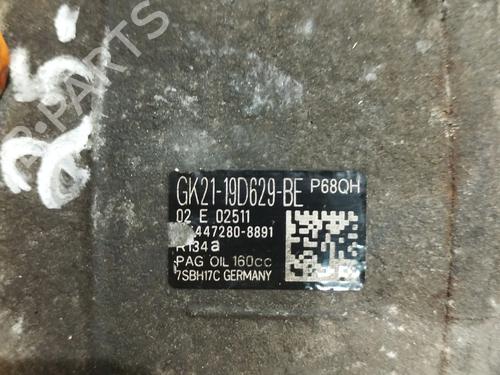 GK21-19D629-BE P68QH
02 E 02511
447280-8891
R134a
PAG OIL 160cc
7SBH17C GERMANY